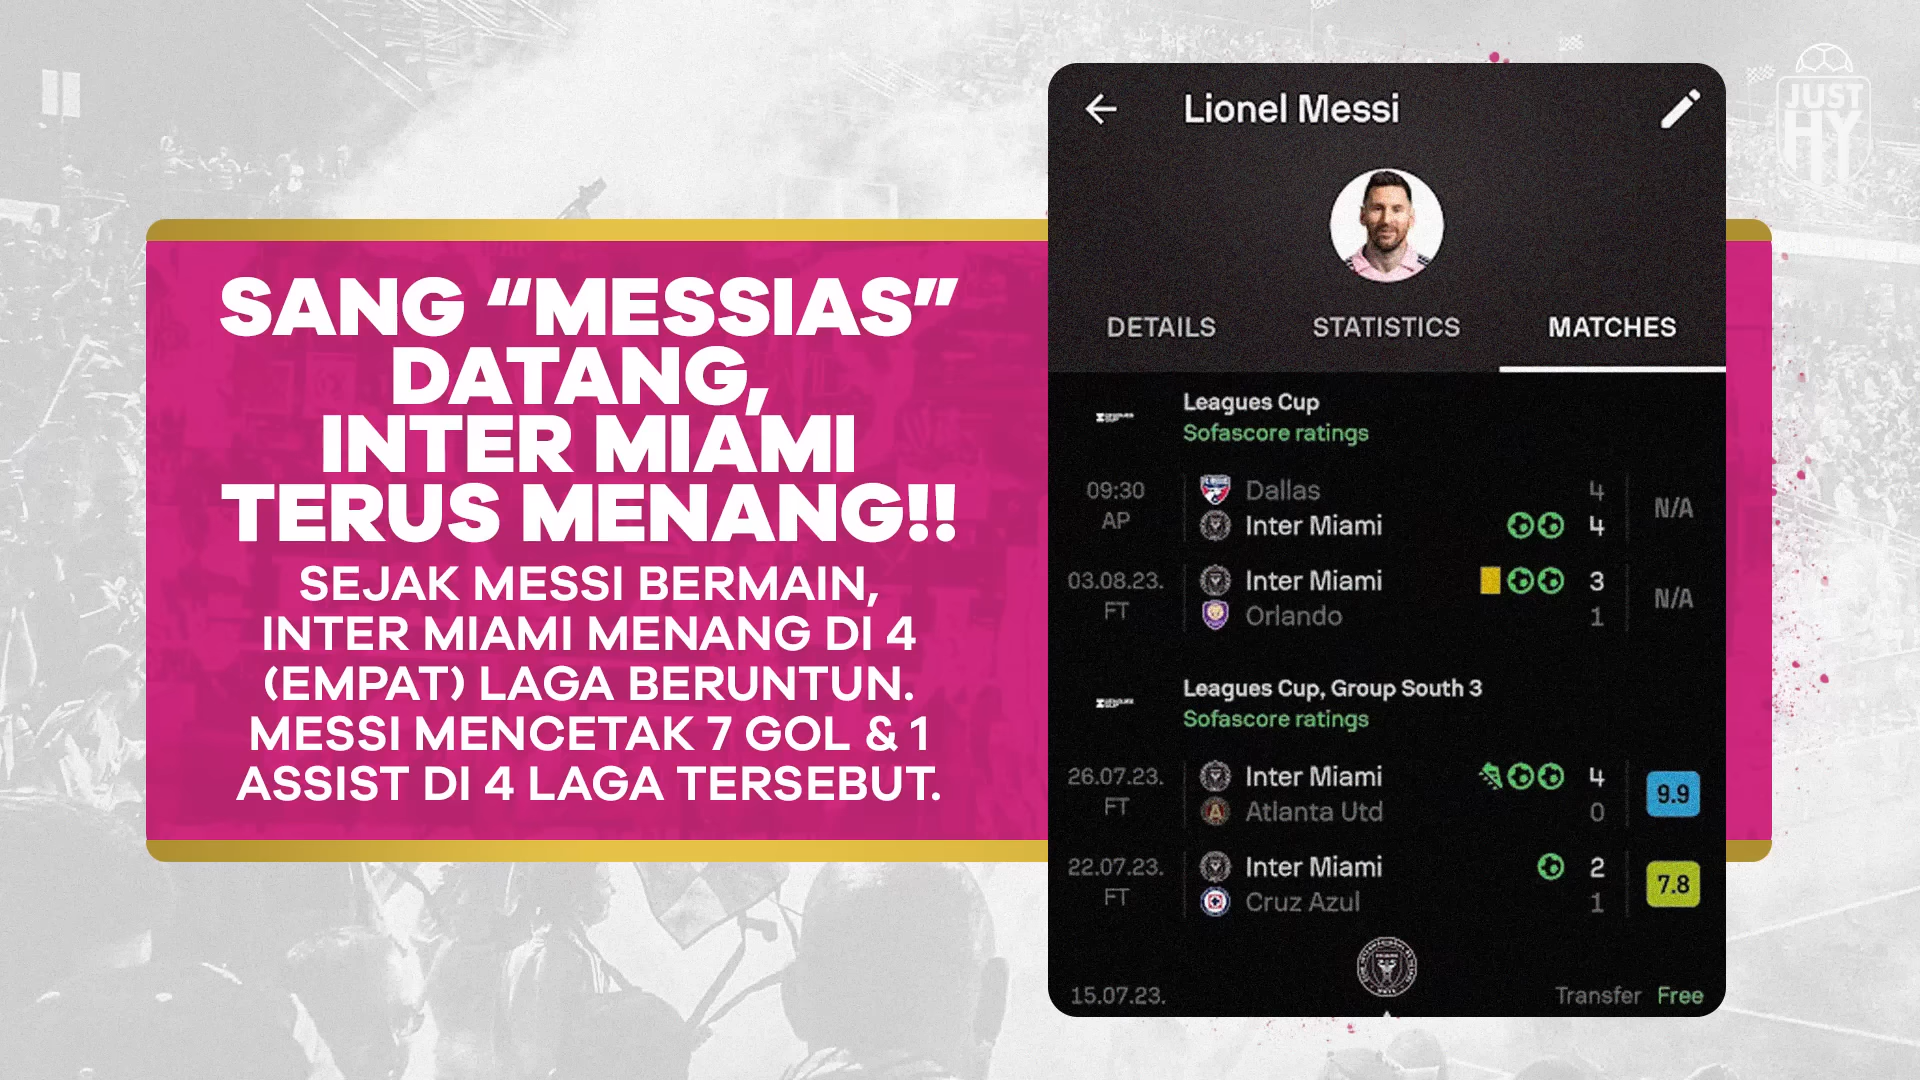 JUST
HY
SANG “MESSIAS”
DATANG,
INTER MIAMI
TERUS MENANG!!
SEJAK MESSI BERMAIN,
INTER MIAMI MENANG DI 4
(EMPAT) LAGA BERUNTUN.
MESSI MENCETAK 7 GOL & 1
ASSIST DI 4 LAGA TERSEBUT.
Lionel Messi
DETAILS STATISTICS MATCHES
Leagues Cup
Sofascore ratings
09:30 Dallas 4
AP Inter Miami 4 N/A
03.08.23. Inter Miami 3
FT Orlando 1 N/A
Leagues Cup, Group South 3
Sofascore ratings
26.07.23. Inter Miami 4
FT Atlanta Utd 0 9.9
22.07.23. Inter Miami 2
FT Cruz Azul 1 7.8
15.07.23. Transfer Free